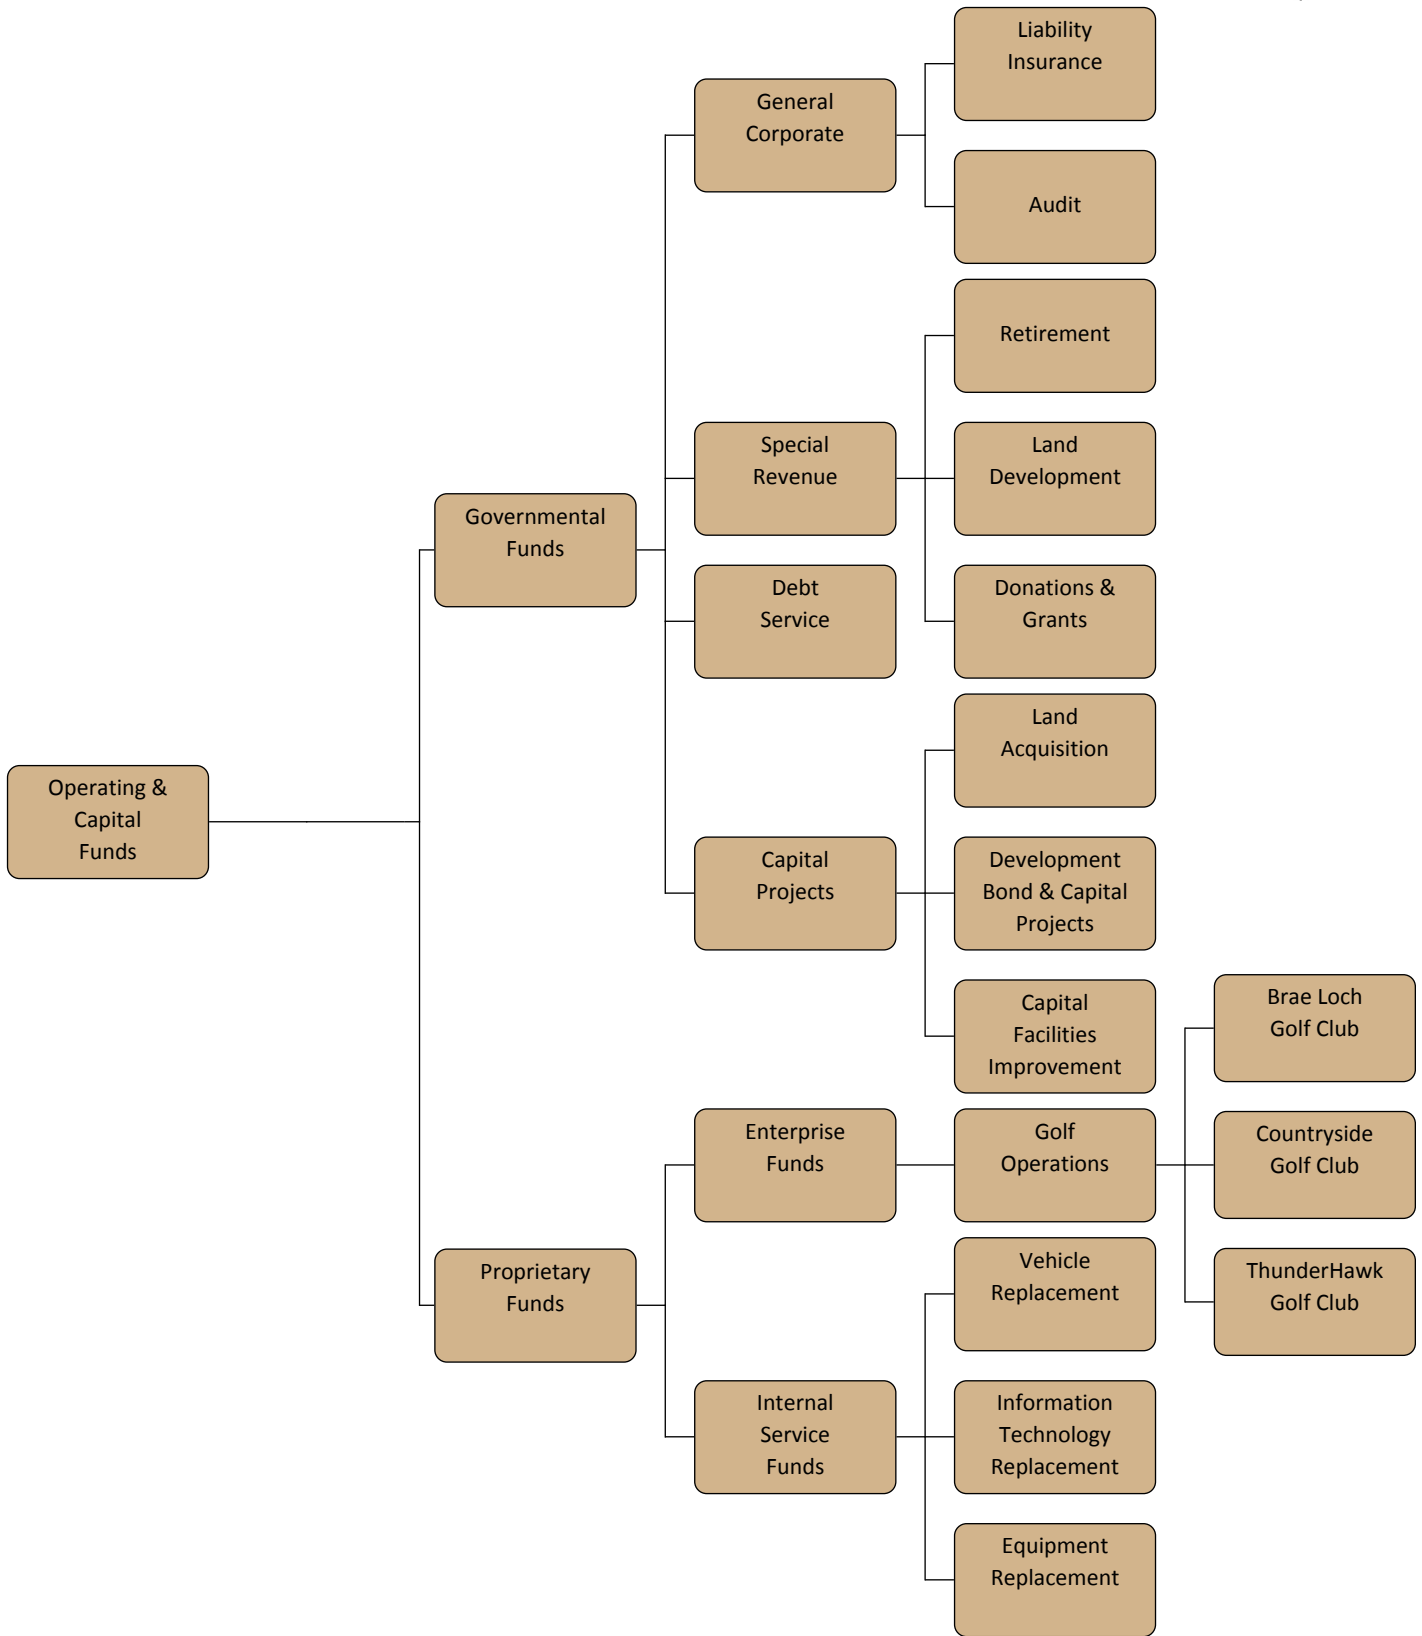 Liability
Insurance
General
Corporate
Audit
Retirement
Special
Revenue
Land
Development
Governmental
Funds
Debt
Service
Donations &
Grants
Land
Acquisition
Operating &
Capital
Funds
Capital
Projects
Development
Bond & Capital
Projects
Capital
Facilities
Improvement
Brae Loch
Golf Club
Enterprise
Funds
Golf
Operations
Countryside
Golf Club
Proprietary
Funds
Vehicle
Replacement
ThunderHawk
Golf Club
Internal
Service
Funds
Information
Technology
Replacement
Equipment
Replacement